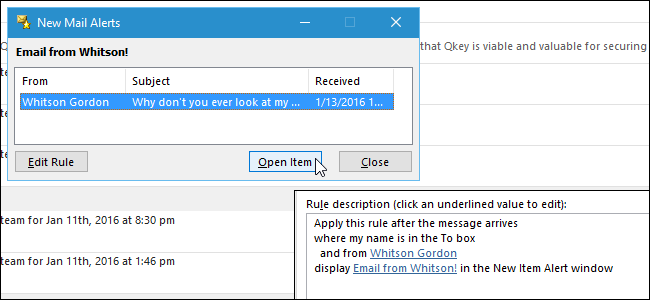 New Mail Alerts
Email from Whitson!
From Subject Received
Whitson Gordon Why don't you ever look at my ... 1/13/2016 1...
Edit Rule Open Item Close
that Qkey is viable and valuable for securing
team for Jan 11th, 2016 at 8:30 pm
team for Jan 11th, 2016 at 1:46 pm
Rule description (click an underlined value to edit):
Apply this rule after the message arrives
where my name is in the To box
and from Whitson Gordon
display Email from Whitson! in the New Item Alert window